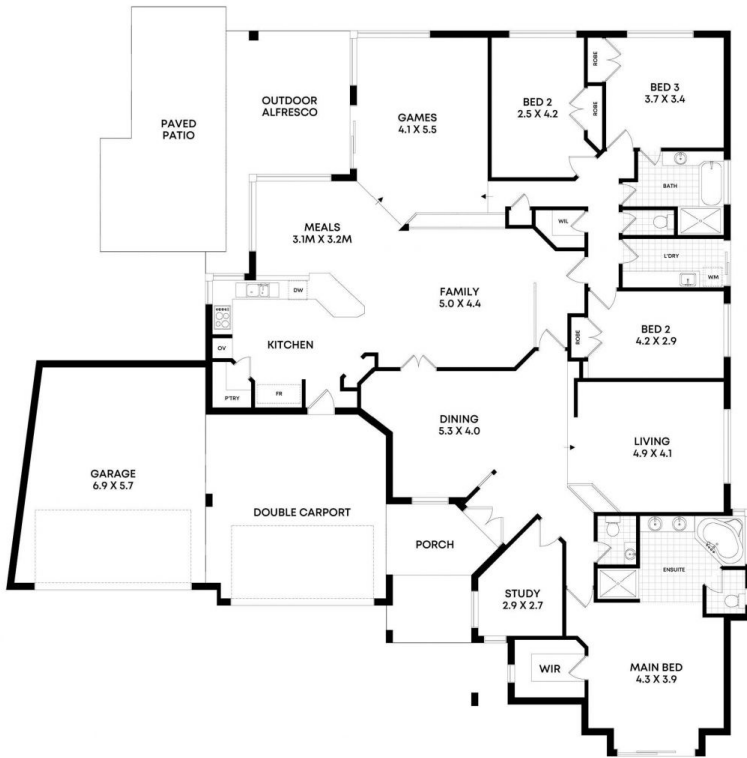 PAVED
PATIO
OUTDOOR
ALFRESCO
GAMES
4.1 X 5.5
BED 2
2.5 X 4.2
ROBE
ROBE
BED 3
3.7 X 3.4
BATH
MEALS
3.1M X 3.2M
WIL
L'DRY
WM
DW
FAMILY
5.0 X 4.4
KITCHEN
OV
P'TRY
FR
ROBE
BED 2
4.2 X 2.9
DINING
5.3 X 4.0
LIVING
4.9 X 4.1
GARAGE
6.9 X 5.7
DOUBLE CARPORT
PORCH
STUDY
2.9 X 2.7
ENSUITE
WIR
MAIN BED
4.3 X 3.9